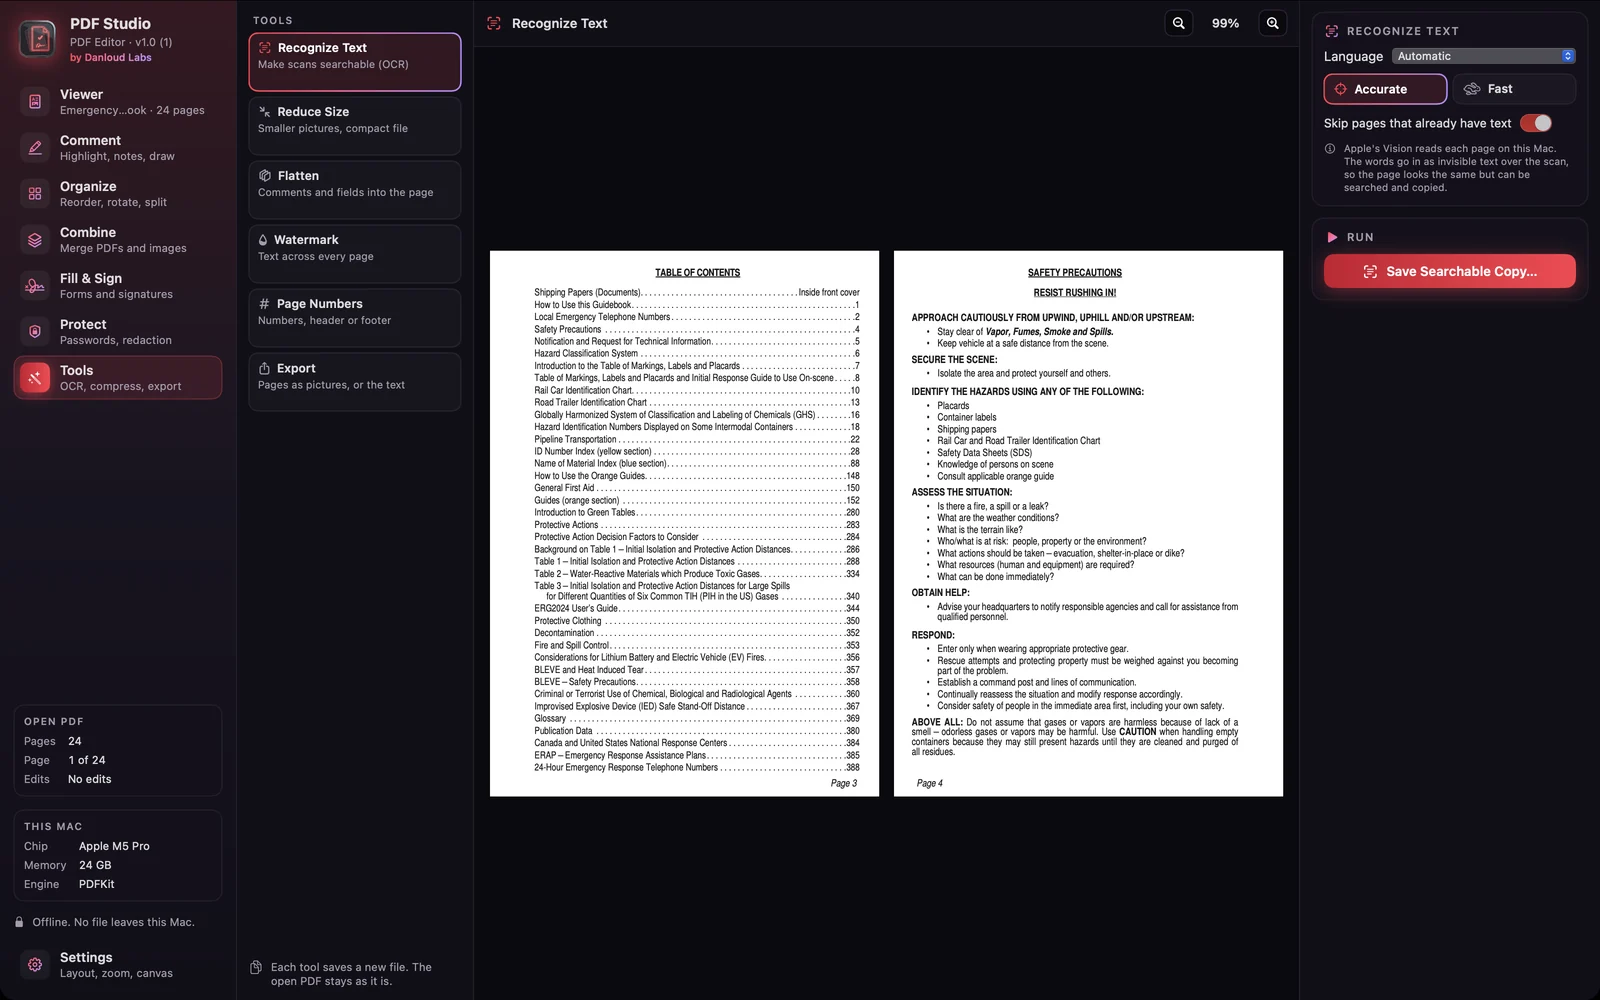 PDF Studio
PDF Editor · v1.0 (1)
by Danloud Labs
Viewer
Emergency...ook · 24 pages
Comment
Highlight, notes, draw
Organize
Reorder, rotate, split
Combine
Merge PDFs and images
Fill & Sign
Forms and signatures
Protect
Passwords, redaction
Tools
OCR, compress, export
OPEN PDF
Pages 24
Page 1 of 24
Edits No edits
THIS MAC
Chip Apple M5 Pro
Memory 24 GB
Engine PDFKit
Offline. No file leaves this Mac.
Settings
Layout, zoom, canvas
TOOLS
Recognize Text
Make scans searchable (OCR)
Reduce Size
Smaller pictures, compact file
Flatten
Comments and fields into the page
Watermark
Text across every page
# Page Numbers
Numbers, header or footer
Export
Pages as pictures, or the text
Each tool saves a new file. The
open PDF stays as it is.
Recognize Text
99%
TABLE OF CONTENTS
Shipping Papers (Documents). . . . . . . . . . Inside front cover
How to Use this Guidebook. . . . . . . . . . 1
Local Emergency Telephone Numbers . . . . . . . . . . 2
Safety Precautions . . . . . . . . . . 4
Notification and Request for Technical Information. . . . . . . . . . 5
Hazard Classification System . . . . . . . . . . 6
Introduction to the Table of Markings, Labels and Placards . . . . . . . . . . 7
Table of Markings, Labels and Placards and Initial Response Guide to Use On-scene. . . . . 8
Rail Car Identification Chart. . . . . . . . . . 10
Road Trailer Identification Chart . . . . . . . . . . 13
Globally Harmonized System of Classification and Labeling of Chemicals (GHS) . . . . . . . 16
Hazard Identification Numbers Displayed on Some Intermodal Containers . . . . . . . . . . 18
Pipeline Transportation . . . . . . . . . . 22
ID Number Index (yellow section) . . . . . . . . . . 28
Name of Material Index (blue section). . . . . . . . . . 88
How to Use the Orange Guides. . . . . . . . . . 148
General First Aid . . . . . . . . . . 150
Guides (orange section) . . . . . . . . . . 152
Introduction to Green Tables. . . . . . . . . . 280
Protective Actions . . . . . . . . . . 283
Protective Action Decision Factors to Consider . . . . . . . . . . 284
Background on Table 1 – Initial Isolation and Protective Action Distances. . . . . . . . . . 286
Table 1 – Initial Isolation and Protective Action Distances . . . . . . . . . . 288
Table 2 – Water-Reactive Materials which Produce Toxic Gases. . . . . . . . . . 334
Table 3 – Initial Isolation and Protective Action Distances for Large Spills
for Different Quantities of Six Common TIH (PIH in the US) Gases . . . . . . . . . . 340
ERG2024 User's Guide. . . . . . . . . . 344
Protective Clothing . . . . . . . . . . 350
Decontamination . . . . . . . . . . 352
Fire and Spill Control. . . . . . . . . . 353
Considerations for Lithium Battery and Electric Vehicle (EV) Fires. . . . . . . . . . 356
BLEVE and Heat Induced Tear. . . . . . . . . . 357
BLEVE – Safety Precautions. . . . . . . . . . 358
Criminal or Terrorist Use of Chemical, Biological and Radiological Agents . . . . . . . . . . 360
Improvised Explosive Device (IED) Safe Stand-Off Distance . . . . . . . . . . 367
Glossary . . . . . . . . . . 369
Publication Data . . . . . . . . . . 380
Canada and United States National Response Centers . . . . . . . . . . 384
ERAP – Emergency Response Assistance Plans. . . . . . . . . . 385
24-Hour Emergency Response Telephone Numbers . . . . . . . . . . 388
Page 3
SAFETY PRECAUTIONS
RESIST RUSHING IN!
APPROACH CAUTIOUSLY FROM UPWIND, UPHILL AND/OR UPSTREAM:
• Stay clear of Vapor, Fumes, Smoke and Spills.
• Keep vehicle at a safe distance from the scene.
SECURE THE SCENE:
• Isolate the area and protect yourself and others.
IDENTIFY THE HAZARDS USING ANY OF THE FOLLOWING:
• Placards
• Container labels
• Shipping papers
• Rail Car and Road Trailer Identification Chart
• Safety Data Sheets (SDS)
• Knowledge of persons on scene
• Consult applicable orange guide
ASSESS THE SITUATION:
• Is there a fire, a spill or a leak?
• What are the weather conditions?
• What is the terrain like?
• Who/what is at risk: people, property or the environment?
• What actions should be taken – evacuation, shelter-in-place or dike?
• What resources (human and equipment) are required?
• What can be done immediately?
OBTAIN HELP:
• Advise your headquarters to notify responsible agencies and call for assistance from
qualified personnel.
RESPOND:
• Enter only when wearing appropriate protective gear.
• Rescue attempts and protecting property must be weighed against you becoming
part of the problem.
• Establish a command post and lines of communication.
• Continually reassess the situation and modify response accordingly.
• Consider safety of people in the immediate area first, including your own safety.
ABOVE ALL: Do not assume that gases or vapors are harmless because of lack of a
smell – odorless gases or vapors may be harmful. Use CAUTION when handling empty
containers because they may still present hazards until they are cleaned and purged of
all residues.
Page 4
RECOGNIZE TEXT
Language Automatic
Accurate Fast
Skip pages that already have text
Apple's Vision reads each page on this Mac.
The words go in as invisible text over the scan,
so the page looks the same but can be
searched and copied.
RUN
Save Searchable Copy...